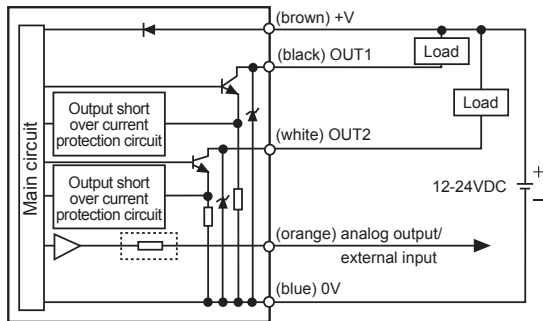 (brown) +V
Load
(black) OUT1
Output short
over current
protection circuit
Load
(white) OUT2
Main circuit
Output short
over current
protection circuit
12-24VDC
+
−
(orange) analog output/
external input
(blue) 0V